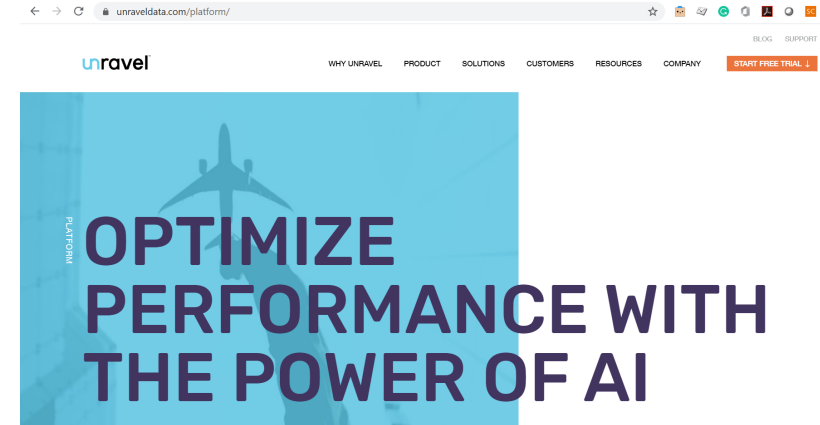 unraveldata.com/platform/
SC
BLOG SUPPORT
unravel
WHY UNRAVEL PRODUCT SOLUTIONS CUSTOMERS RESOURCES COMPANY START FREE TRIAL ↓
PLATFORM
OPTIMIZE
PERFORMANCE WITH
THE POWER OF AI